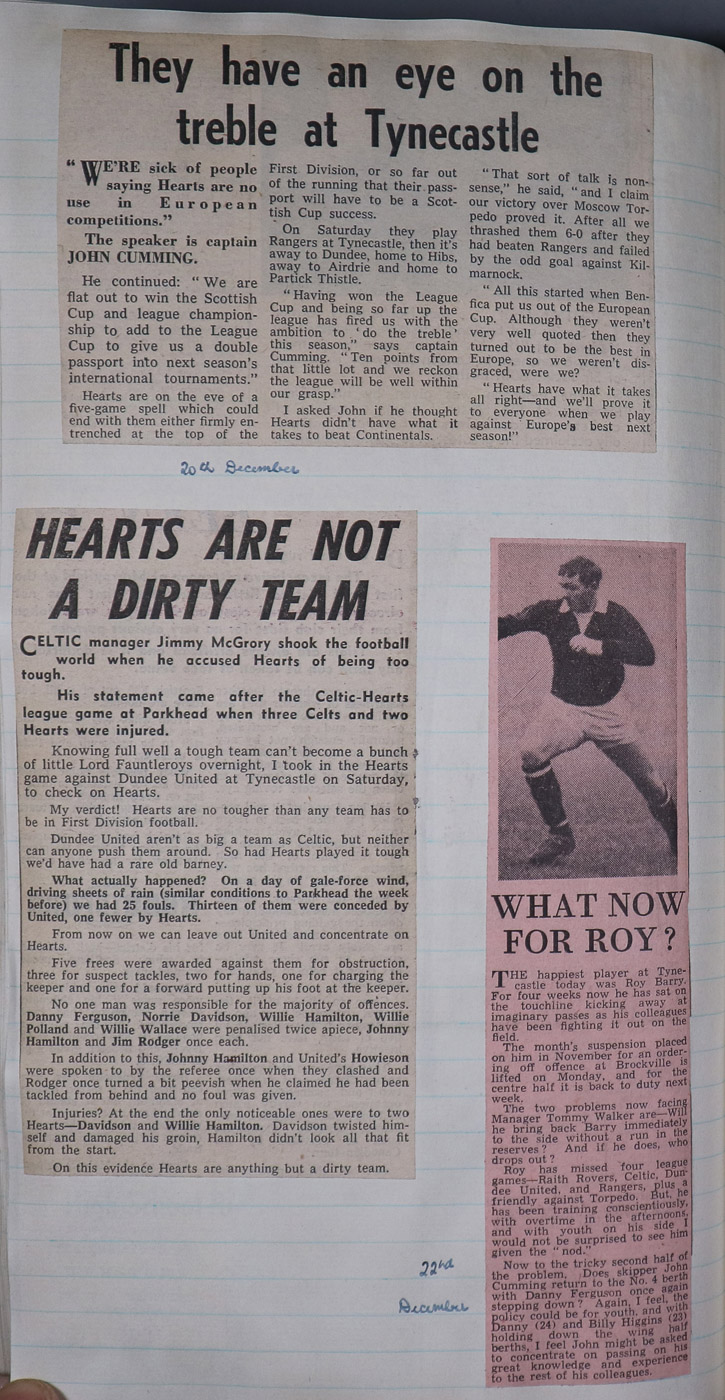 They have an eye on the
treble at Tynecastle
" WE'RE sick of people
saying Hearts are no
use in European
competitions."
The speaker is captain
JOHN CUMMING.
He continued: " We are
flat out to win the Scottish
Cup and league champion-
ship to add to the League
Cup to give us a double
passport into next season's
international tournaments."
Hearts are on the eve of a
five-game spell which could
end with them either firmly en-
trenched at the top of the
First Division, or so far out
of the running that their pass-
port will have to be a Scot-
tish Cup success.
On Saturday they play
Rangers at Tynecastle, then it's
away to Dundee, home to Hibs,
away to Airdrie and home to
Partick Thistle.
" Having won the League
Cup and being so far up the
league has fired us with the
ambition to ' do the treble '
this season," says captain
Cumming. " Ten points from
that little lot and we reckon
the league will be well within
our grasp."
I asked John if he thought
Hearts didn't have what it
takes to beat Continentals.
" That sort of talk is non-
sense," he said, " and I claim
our victory over Moscow Tor-
pedo proved it. After all we
thrashed them 6-0 after they
had beaten Rangers and failed
by the odd goal against Kil-
marnock.
" All this started when Ben-
fica put us out of the European
Cup. Although they weren't
very well quoted then they
turned out to be the best in
Europe, so we weren't dis-
graced, were we?
" Hearts have what it takes
all right—and we'll prove it
to everyone when we play
against Europe's best next
season!"
20th December
HEARTS ARE NOT
A DIRTY TEAM
CELTIC manager Jimmy McGrory shook the football
world when he accused Hearts of being too
tough.
His statement came after the Celtic-Hearts
league game at Parkhead when three Celts and two
Hearts were injured.
Knowing full well a tough team can't become a bunch
of little Lord Fauntleroys overnight, I took in the Hearts
game against Dundee United at Tynecastle on Saturday,
to check on Hearts.
My verdict! Hearts are no tougher than any team has to
be in First Division football.
Dundee United aren't as big a team as Celtic, but neither
can anyone push them around. So had Hearts played it tough
we'd have had a rare old barney.
What actually happened? On a day of gale-force wind,
driving sheets of rain (similar conditions to Parkhead the week
before) we had 25 fouls. Thirteen of them were conceded by
United, one fewer by Hearts.
From now on we can leave out United and concentrate on
Hearts.
Five frees were awarded against them for obstruction,
three for suspect tackles, two for hands, one for charging the
keeper and one for a forward putting up his foot at the keeper.
No one man was responsible for the majority of offences.
Danny Ferguson, Norrie Davidson, Willie Hamilton, Willie
Polland and Willie Wallace were penalised twice apiece, Johnny
Hamilton and Jim Rodger once each.
In addition to this, Johnny Hamilton and United's Howieson
were spoken to by the referee once when they clashed and
Rodger once turned a bit peevish when he claimed he had been
tackled from behind and no foul was given.
Injuries? At the end the only noticeable ones were to two
Hearts—Davidson and Willie Hamilton. Davidson twisted him-
self and damaged his groin, Hamilton didn't look all that fit
from the start.
On this evidence Hearts are anything but a dirty team.
22nd
December
WHAT NOW
FOR ROY?
THE happiest player at Tyne-
castle today was Roy Barry.
For four weeks now he has sat on
the touchline kicking away at
imaginary passes as his colleagues
have been fighting it out on the
field.
The month's suspension placed
on him in November for an order-
ing off offence at Brockville is
lifted on Monday, and for the
centre half it is back to duty next
week.
The two problems now facing
Manager Tommy Walker are—Will
he bring back Barry immediately
to the side without a run in the
reserves? And if he does, who
drops out?
Roy has missed four league
games—Raith Rovers, Celtic, Dun-
dee United, and Rangers, plus a
friendly against Torpedo. But, he
has been training conscientiously,
with overtime in the afternoons,
and with youth on his side I
would not be surprised to see him
given the " nod."
Now to the tricky second half of
the problem. Does skipper John
Cumming return to the No. 4 berth
with Danny Ferguson once again
stepping down? Again, I feel, the
policy could be for youth, and with
Danny (24) and Billy Higgins (23)
holding down the wing half
berths, I feel John might be asked
to concentrate on passing on his
great knowledge and experience
to the rest of his colleagues.